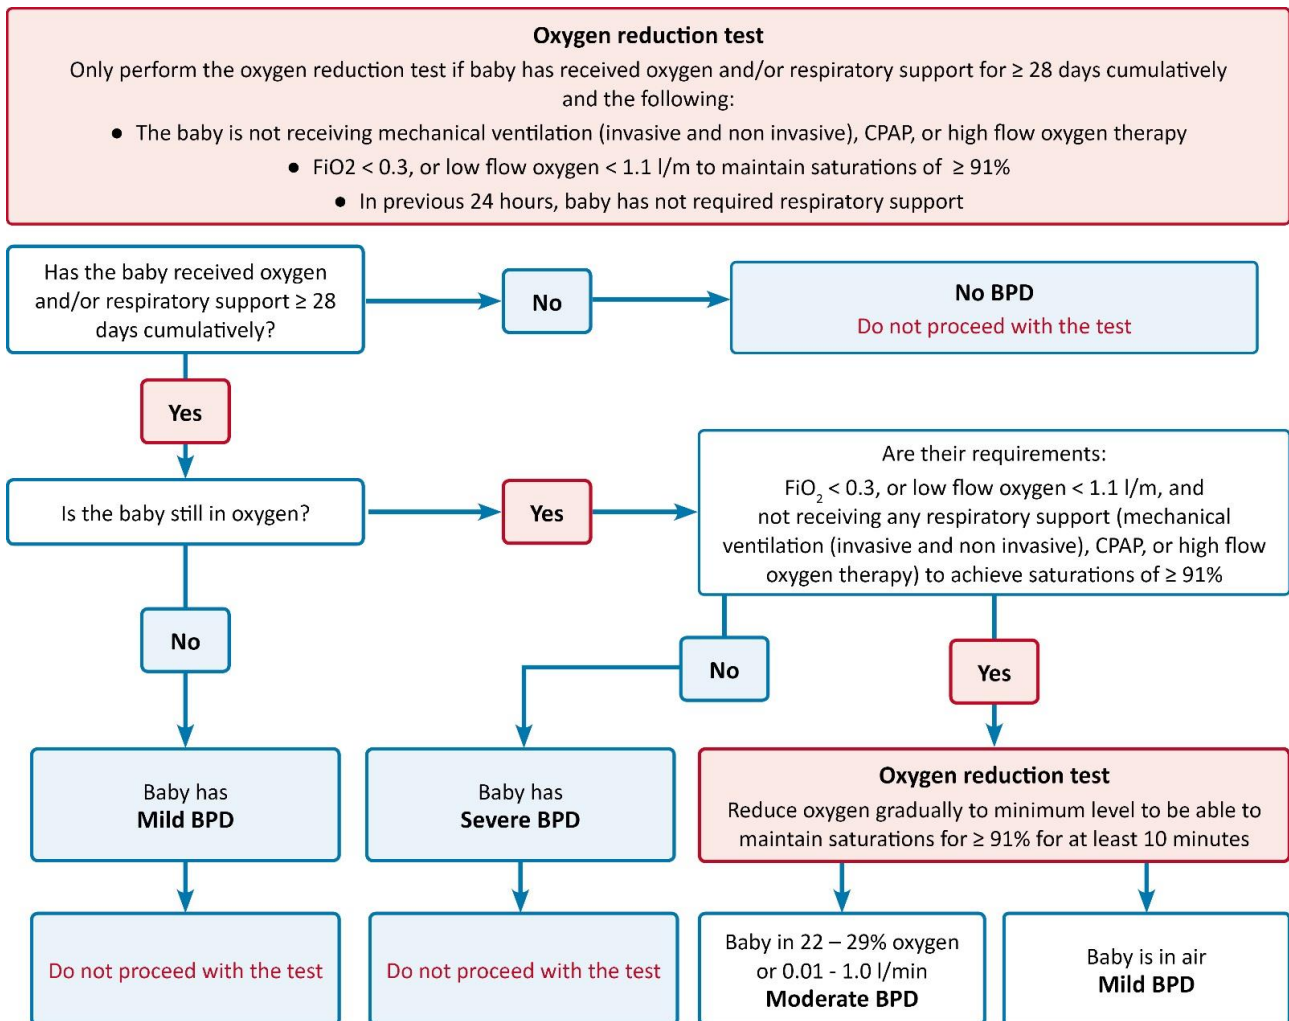 Oxygen reduction test
Only perform the oxygen reduction test if baby has received oxygen and/or respiratory support for ≥ 28 days cumulatively
and the following:
● The baby is not receiving mechanical ventilation (invasive and non invasive), CPAP, or high flow oxygen therapy
● FiO2 < 0.3, or low flow oxygen < 1.1 l/m to maintain saturations of ≥ 91%
● In previous 24 hours, baby has not required respiratory support
Has the baby received oxygen
and/or respiratory support ≥ 28
days cumulatively?
No
No BPD
Do not proceed with the test
Yes
Is the baby still in oxygen?
Yes
Are their requirements:
FiO₂ < 0.3, or low flow oxygen < 1.1 l/m, and
not receiving any respiratory support (mechanical
ventilation (invasive and non invasive), CPAP, or high flow
oxygen therapy) to achieve saturations of ≥ 91%
No
No
Yes
Baby has
Mild BPD
Baby has
Severe BPD
Oxygen reduction test
Reduce oxygen gradually to minimum level to be able to
maintain saturations for ≥ 91% for at least 10 minutes
Do not proceed with the test
Do not proceed with the test
Baby in 22 – 29% oxygen
or 0.01 - 1.0 l/min
Moderate BPD
Baby is in air
Mild BPD